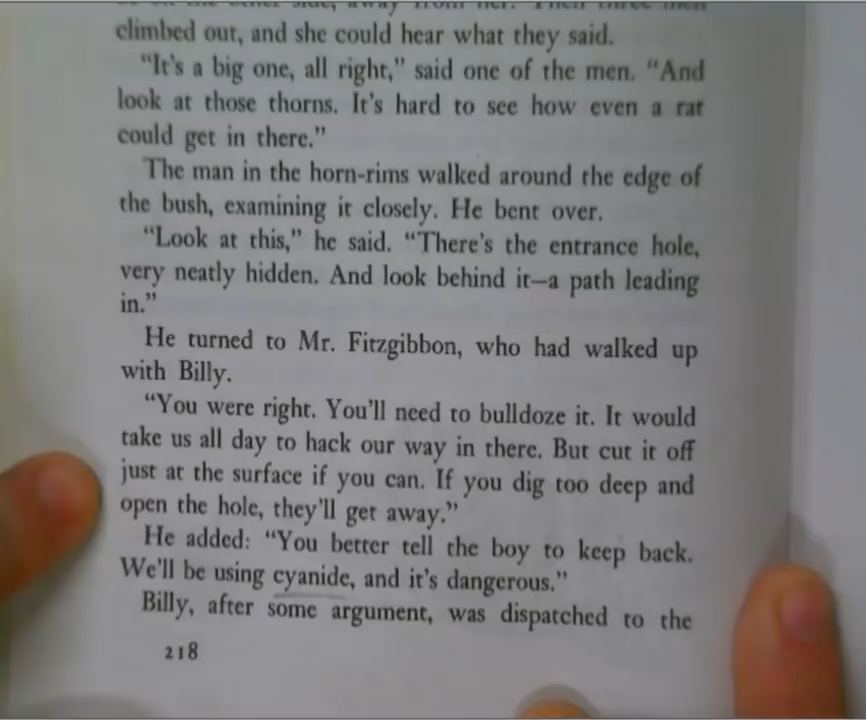 side, away from her. Then three men
climbed out, and she could hear what they said.
“It’s a big one, all right,” said one of the men. “And
look at those thorns. It’s hard to see how even a rat
could get in there.”
The man in the horn-rims walked around the edge of
the bush, examining it closely. He bent over.
“Look at this,” he said. “There’s the entrance hole,
very neatly hidden. And look behind it—a path leading
in.”
He turned to Mr. Fitzgibbon, who had walked up
with Billy.
“You were right. You’ll need to bulldoze it. It would
take us all day to hack our way in there. But cut it off
just at the surface if you can. If you dig too deep and
open the hole, they’ll get away.”
He added: “You better tell the boy to keep back.
We’ll be using cyanide, and it’s dangerous.”
Billy, after some argument, was dispatched to the
218